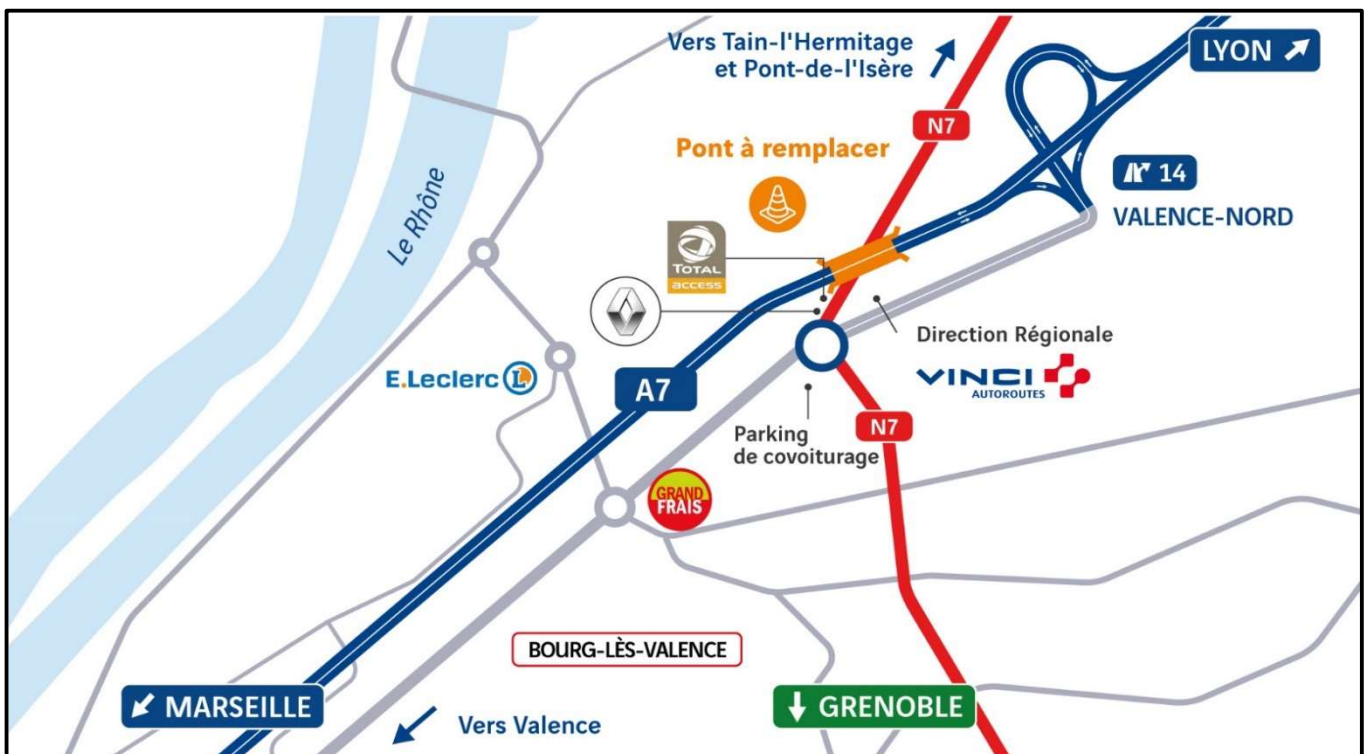 Vers Tain-l'Hermitage
et Pont-de-l'Isère
LYON
N7
Pont à remplacer
14
VALENCE-NORD
Le Rhône
TOTAL
access
Direction Régionale
VINCI
AUTOROUTES
E.Leclerc L
A7
N7
Parking
de covoiturage
GRAND
FRAIS
BOURG-LÈS-VALENCE
MARSEILLE
GRENOBLE
Vers Valence